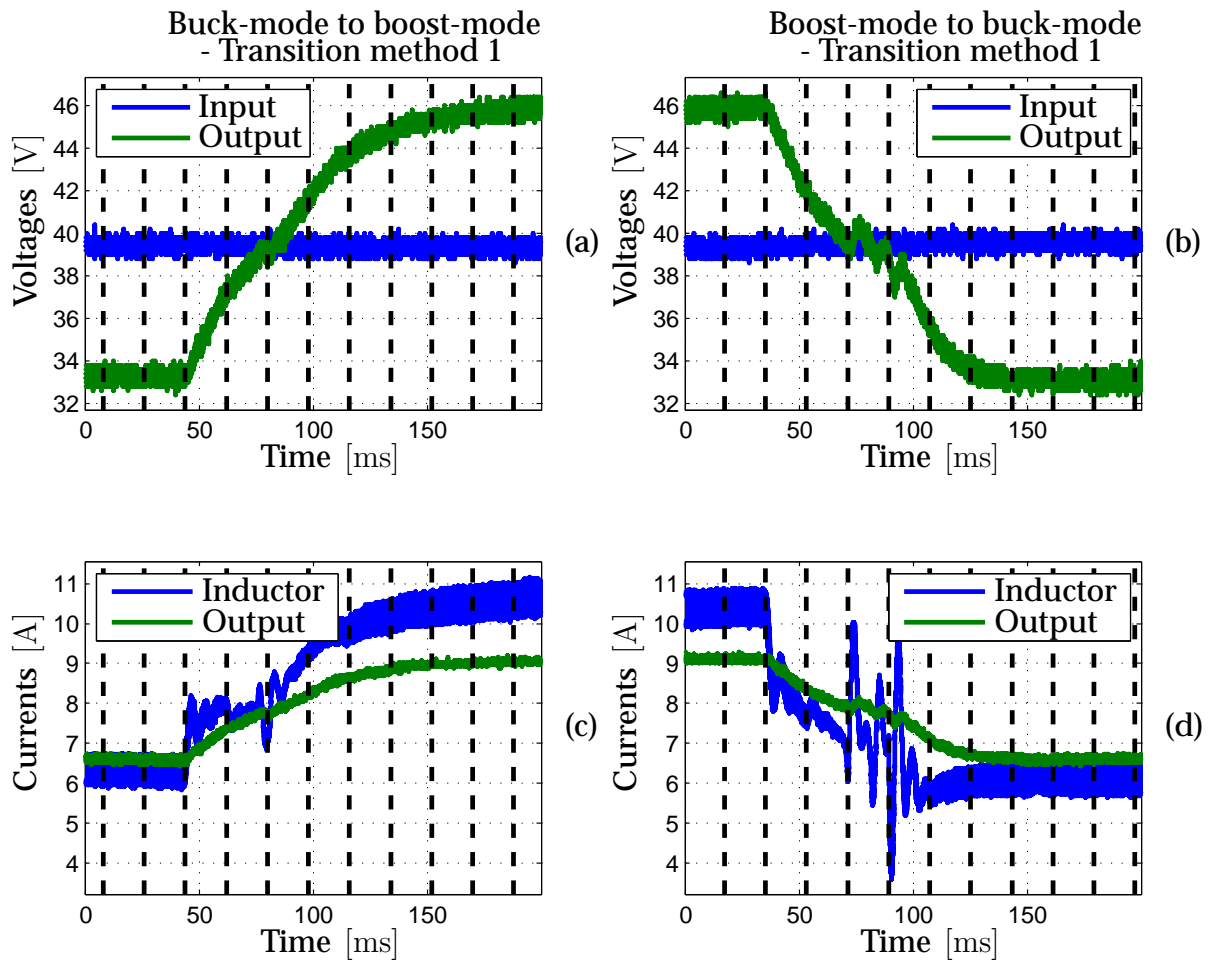 Buck-mode to boost-mode
- Transition method 1
Boost-mode to buck-mode
- Transition method 1
Input
Output
46
44
42
40
38
36
34
32
Voltages [V]
0
50
100
150
Time [ms]
(a)
Input
Output
46
44
42
40
38
36
34
32
Voltages [V]
0
50
100
150
Time [ms]
(b)
Inductor
Output
11
10
9
8
7
6
5
4
Currents [A]
0
50
100
150
Time [ms]
(c)
Inductor
Output
11
10
9
8
7
6
5
4
Currents [A]
0
50
100
150
Time [ms]
(d)